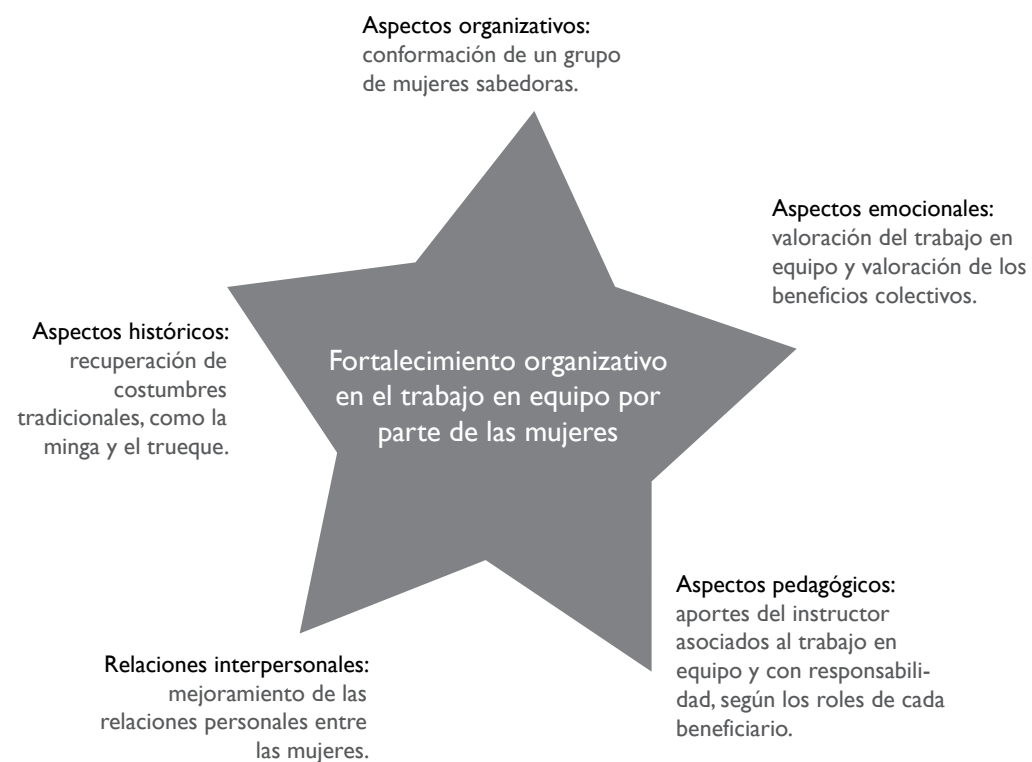 Aspectos organizativos:
conformación de un grupo
de mujeres sabedoras.
Aspectos emocionales:
valoración del trabajo en
equipo y valoración de los
beneficios colectivos.
Aspectos históricos:
recuperación de
costumbres
tradicionales, como la
minga y el trueque.
Fortalecimiento organizativo
en el trabajo en equipo por
parte de las mujeres
Aspectos pedagógicos:
aportes del instructor
asociados al trabajo en
equipo y con responsabili-
dad, según los roles de cada
beneficiario.
Relaciones interpersonales:
mejoramiento de las
relaciones personales entre
las mujeres.